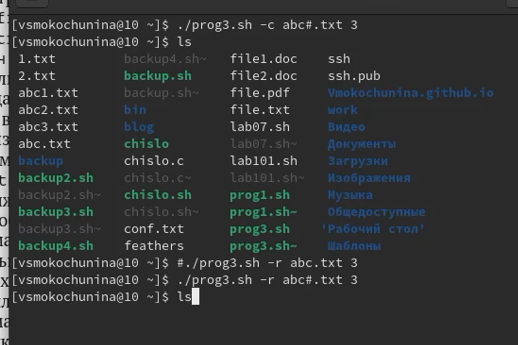 [vsmokochunina@10 ~]$ ./prog3.sh -c abc#.txt 3
[vsmokochunina@10 ~]$ ls
1.txt backup4.sh~ file1.doc ssh
2.txt backup.sh file2.doc ssh.pub
abc1.txt backup.sh~ file.pdf Vmokochunina.github.io
abc2.txt bin file.txt work
abc3.txt blog lab07.sh Видео
abc.txt chislo lab07.sh~ Документы
backup chislo.c lab101.sh Загрузки
backup2.sh chislo.c~ lab101.sh~ Изображения
backup2.sh~ chislo.sh prog1.sh Музыка
backup3.sh chislo.sh~ prog1.sh~ Общедоступные
backup3.sh~ conf.txt prog3.sh 'Рабочий стол'
backup4.sh feathers prog3.sh~ Шаблоны
[vsmokochunina@10 ~]$ #./prog3.sh -r abc.txt 3
[vsmokochunina@10 ~]$ ./prog3.sh -r abc#.txt 3
[vsmokochunina@10 ~]$ ls